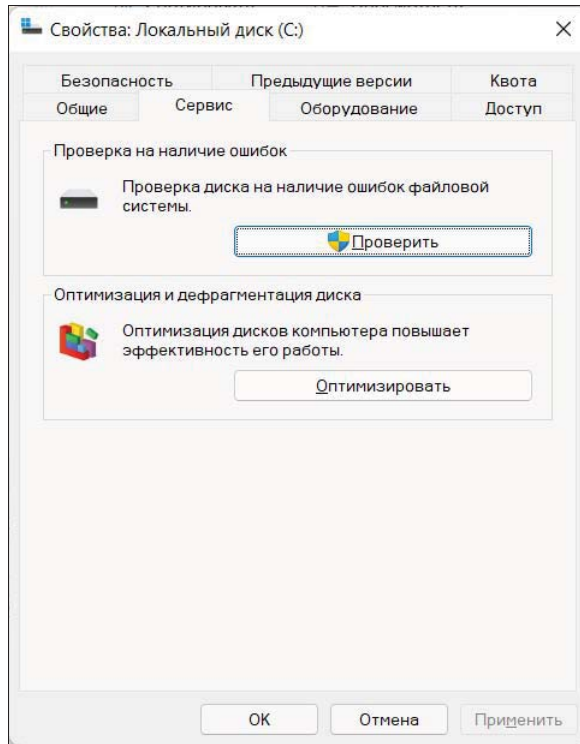 Свойства: Локальный диск (C:)
Безопасность Предыдущие версии Квота
Общие Сервис Оборудование Доступ
Проверка на наличие ошибок
Проверка диска на наличие ошибок файловой
системы.
Проверить
Оптимизация и дефрагментация диска
Оптимизация дисков компьютера повышает
эффективность его работы.
Оптимизировать
ОК Отмена Применить